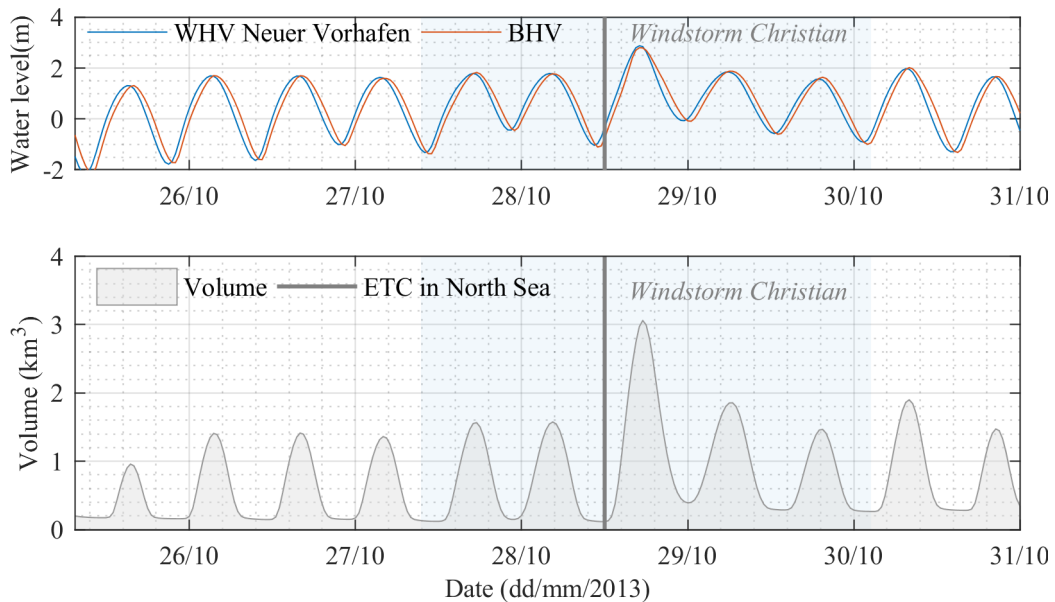 4
WHV Neuer Vorhafen
BHV
Windstorm Christian
2
0
-2
Water level(m)
26/10
27/10
28/10
29/10
30/10
31/10
4
Volume
ETC in North Sea
Windstorm Christian
3
2
1
0
Volume (km³)
26/10
27/10
28/10
29/10
30/10
31/10
Date (dd/mm/2013)